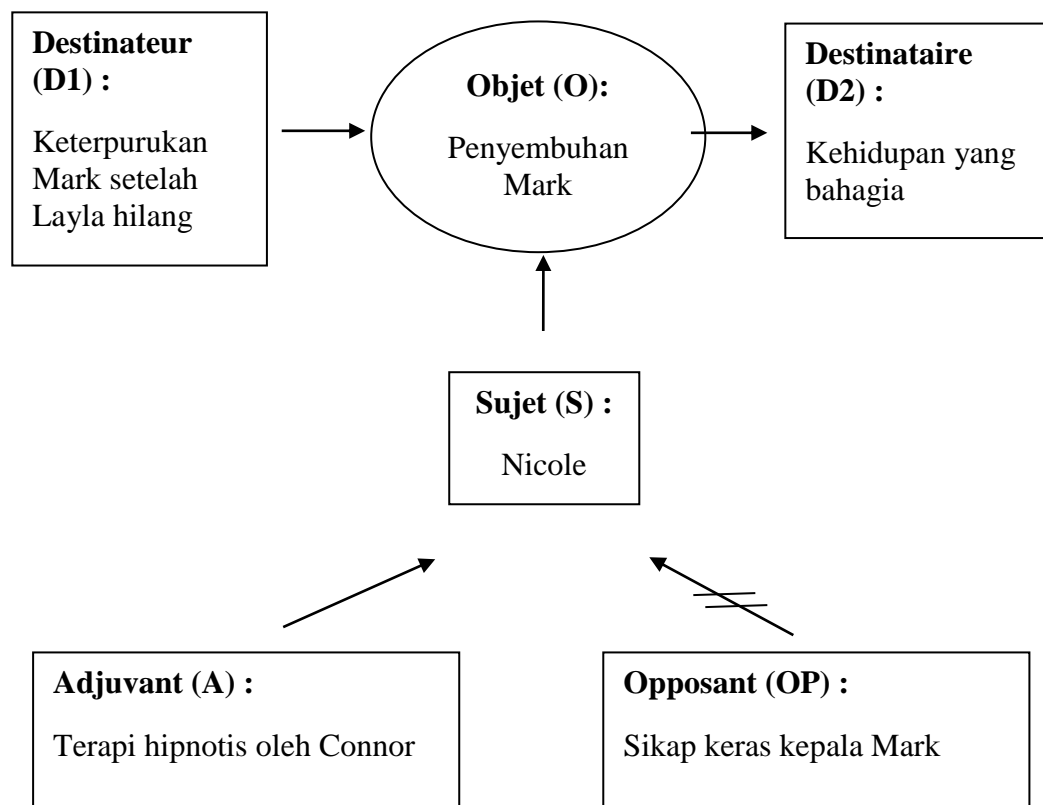 Destinateur
(D1) :
Keterpurukan
Mark setelah
Layla hilang
Objet (O):
Penyembuhan
Mark
Destinataire
(D2) :
Kehidupan yang
bahagia
Sujet (S) :
Nicole
Adjuvant (A) :
Terapi hipnotis oleh Connor
Opposant (OP) :
Sikap keras kepala Mark